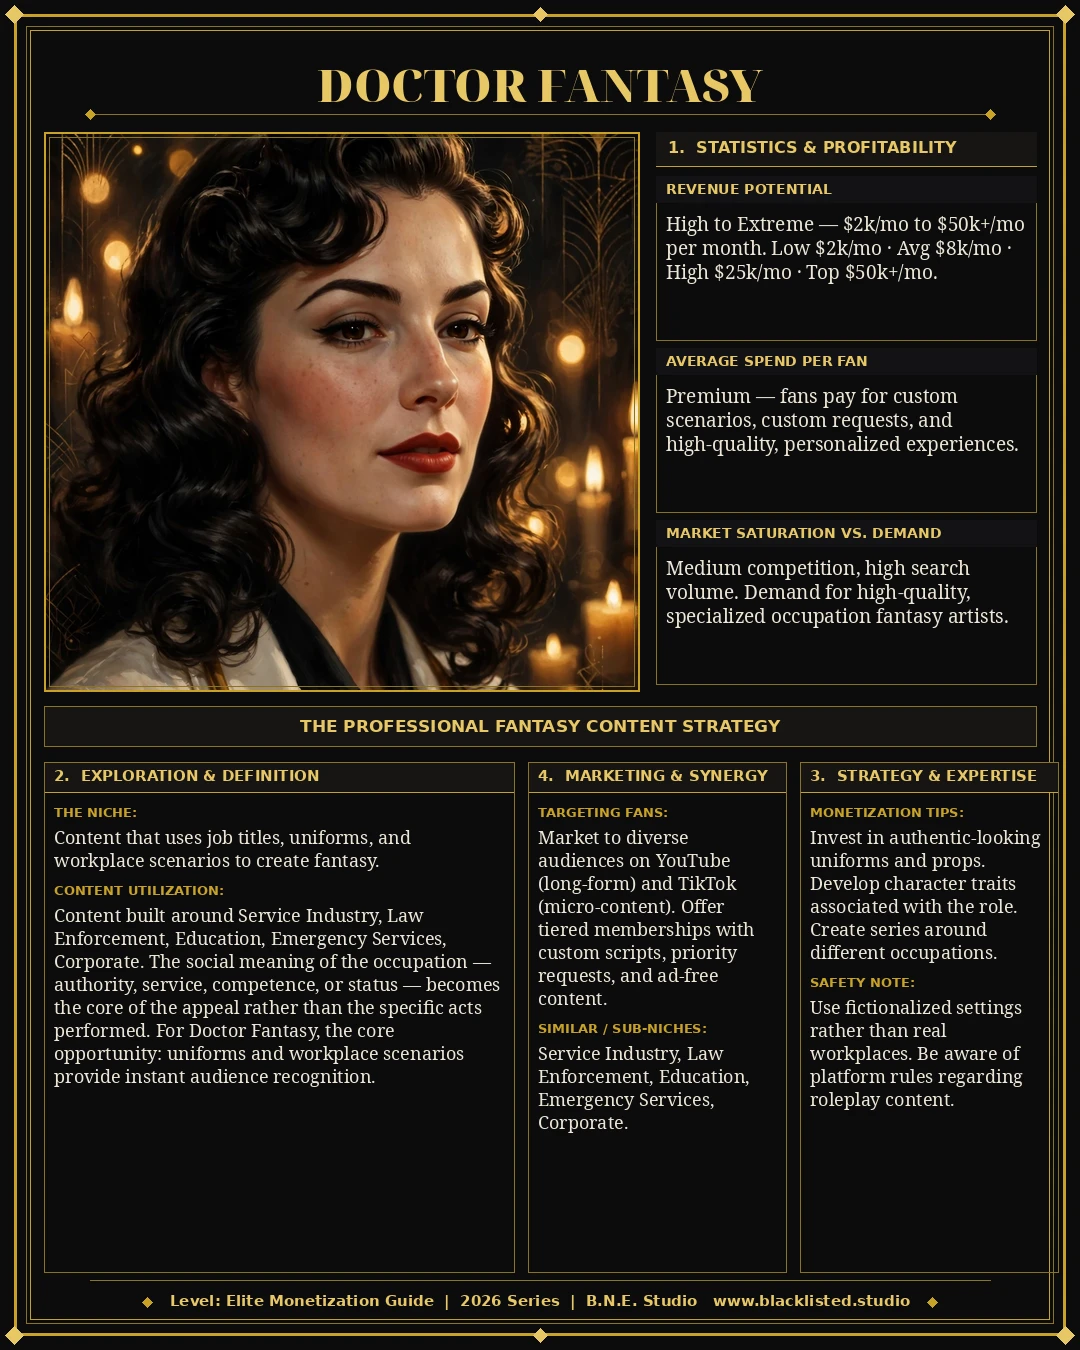 DOCTOR FANTASY
1. STATISTICS & PROFITABILITY
REVENUE POTENTIAL
High to Extreme — $2k/mo to $50k+/mo
per month. Low $2k/mo · Avg $8k/mo ·
High $25k/mo · Top $50k+/mo.
AVERAGE SPEND PER FAN
Premium — fans pay for custom
scenarios, custom requests, and
high-quality, personalized experiences.
MARKET SATURATION VS. DEMAND
Medium competition, high search
volume. Demand for high-quality,
specialized occupation fantasy artists.
THE PROFESSIONAL FANTASY CONTENT STRATEGY
2. EXPLORATION & DEFINITION
THE NICHE:
Content that uses job titles, uniforms, and
workplace scenarios to create fantasy.
CONTENT UTILIZATION:
Content built around Service Industry, Law
Enforcement, Education, Emergency Services,
Corporate. The social meaning of the occupation —
authority, service, competence, or status — becomes
the core of the appeal rather than the specific acts
performed. For Doctor Fantasy, the core
opportunity: uniforms and workplace scenarios
provide instant audience recognition.
4. MARKETING & SYNERGY
TARGETING FANS:
Market to diverse
audiences on YouTube
(long-form) and TikTok
(micro-content). Offer
tiered memberships with
custom scripts, priority
requests, and ad-free
content.
SIMILAR / SUB-NICHES:
Service Industry, Law
Enforcement, Education,
Emergency Services,
Corporate.
3. STRATEGY & EXPERTISE
MONETIZATION TIPS:
Invest in authentic-looking
uniforms and props.
Develop character traits
associated with the role.
Create series around
different occupations.
SAFETY NOTE:
Use fictionalized settings
rather than real
workplaces. Be aware of
platform rules regarding
roleplay content.
Level: Elite Monetization Guide | 2026 Series | B.N.E. Studio www.blacklisted.studio